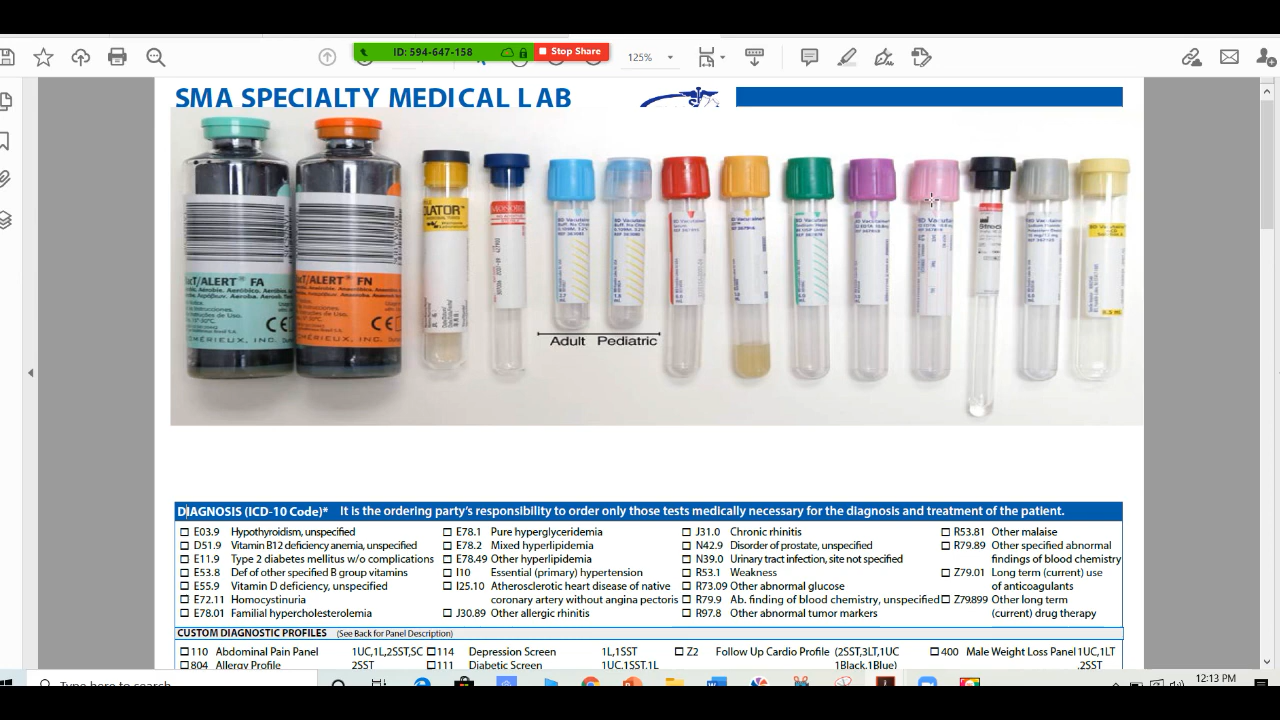 ID: 594-647-158
Stop Share
125%
SMA SPECIALTY MEDICAL LAB
LATOR
BacT/ALERT® FA
BacT/ALERT® FN
CE
CE
Strec
Adult Pediatric
DIAGNOSIS (ICD-10 Code)* It is the ordering party's responsibility to order only those tests medically necessary for the diagnosis and treatment of the patient.
E03.9 Hypothyroidism, unspecified
D51.9 Vitamin B12 deficiency anemia, unspecified
E11.9 Type 2 diabetes mellitus w/o complications
E53.8 Def of other specified B group vitamins
E55.9 Vitamin D deficiency, unspecified
E72.11 Homocystinuria
E78.01 Familial hypercholesterolemia
E78.1 Pure hyperglyceridemia
E78.2 Mixed hyperlipidemia
E78.49 Other hyperlipidemia
I10 Essential (primary) hypertension
I25.10 Atherosclerotic heart disease of native
coronary artery without angina pectoris
J30.89 Other allergic rhinitis
J31.0 Chronic rhinitis
N42.9 Disorder of prostate, unspecified
N39.0 Urinary tract infection, site not specified
R53.1 Weakness
R73.09 Other abnormal glucose
R79.9 Ab. finding of blood chemistry, unspecified
R97.8 Other abnormal tumor markers
R53.81 Other malaise
R79.89 Other specified abnormal
findings of blood chemistry
Z79.01 Long term (current) use
of anticoagulants
Z79.899 Other long term
(current) drug therapy
CUSTOM DIAGNOSTIC PROFILES (See Back for Panel Description)
110 Abdominal Pain Panel 1UC,1L,2SST,SC
804 Allergy Profile 2SST
114 Depression Screen 1L,1SST
111 Diabetic Screen 1UC,1SST,1L
Z2 Follow Up Cardio Profile (2SST,3LT,1UC
1Black,1Blue)
400 Male Weight Loss Panel 1UC,1LT
,2SST
Type here to search
12:13 PM